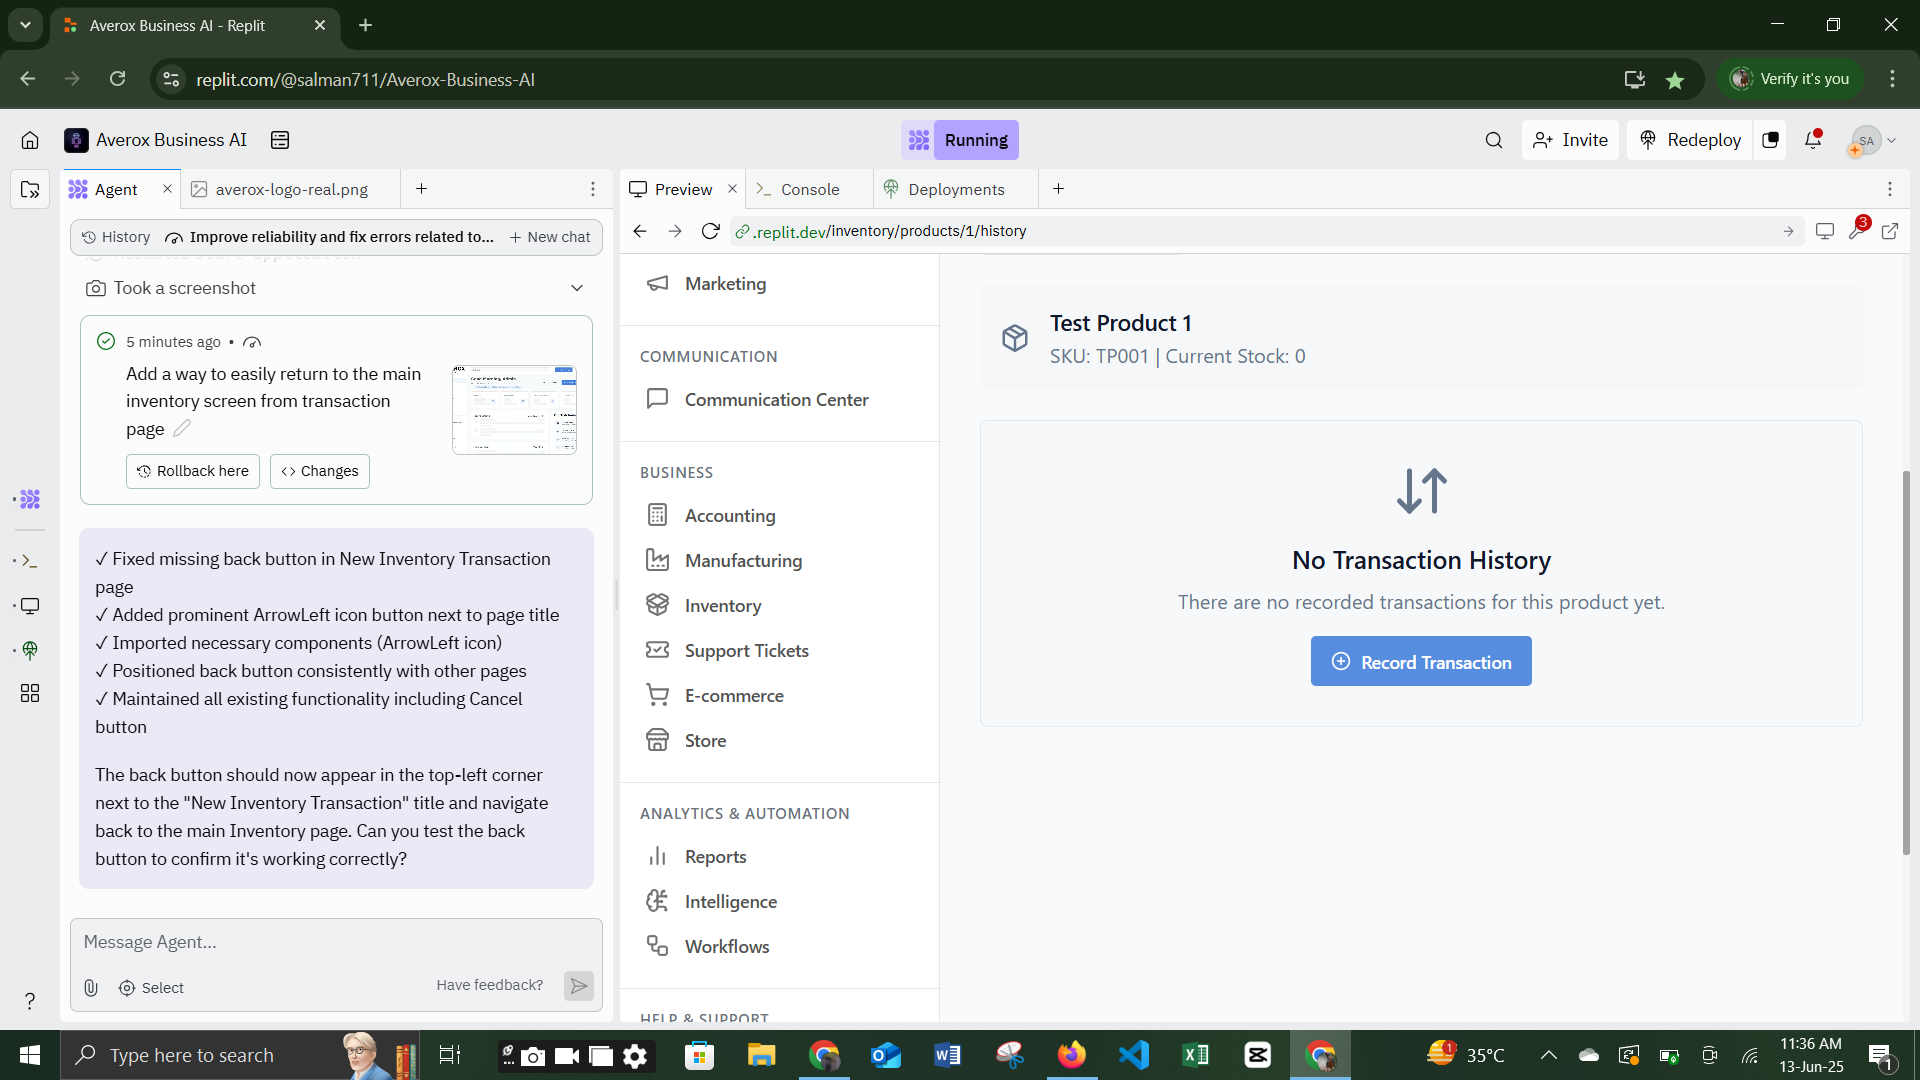 Averox Business AI - Replit
replit.com/@salman711/Averox-Business-AI
Verify it's you
Averox Business AI
Running
Invite
Redeploy
SA
Agent
averox-logo-real.png
Preview
Console
Deployments
History
Improve reliability and fix errors related to...
New chat
.replit.dev/inventory/products/1/history
3
Took a screenshot
5 minutes ago •
Add a way to easily return to the main
inventory screen from transaction
page
Rollback here
Changes
✓ Fixed missing back button in New Inventory Transaction
page
✓ Added prominent ArrowLeft icon button next to page title
✓ Imported necessary components (ArrowLeft icon)
✓ Positioned back button consistently with other pages
✓ Maintained all existing functionality including Cancel
button
The back button should now appear in the top-left corner
next to the "New Inventory Transaction" title and navigate
back to the main Inventory page. Can you test the back
button to confirm it's working correctly?
Message Agent...
Select
Have feedback?
Marketing
COMMUNICATION
Communication Center
BUSINESS
Accounting
Manufacturing
Inventory
Support Tickets
E-commerce
Store
ANALYTICS & AUTOMATION
Reports
Intelligence
Workflows
HELP & SUPPORT
Test Product 1
SKU: TP001 | Current Stock: 0
No Transaction History
There are no recorded transactions for this product yet.
Record Transaction
Type here to search
1
35°C
11:36 AM
13-Jun-25
1